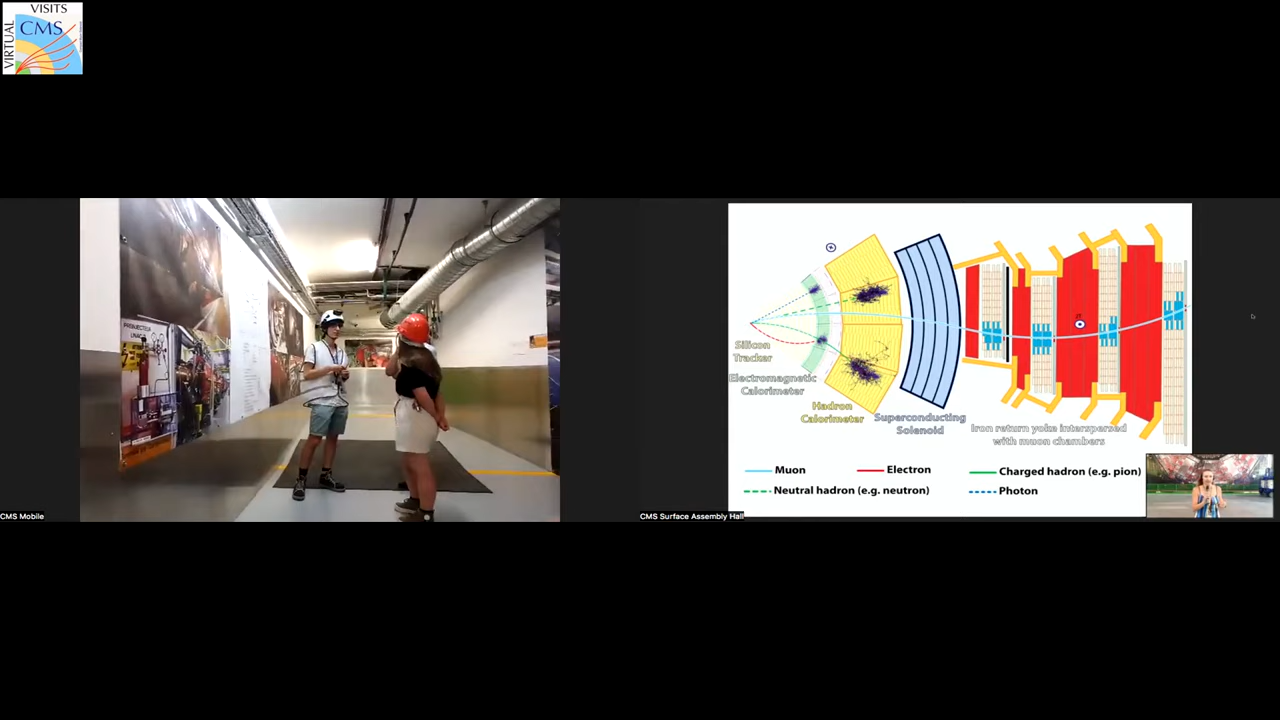 VISITS
CMS
VIRTUAL
2T
Silicon
Tracker
Electromagnetic
Calorimeter
Hadron
Calorimeter
Superconducting
Solenoid
Iron return yoke interspersed
with muon chambers
Muon
Electron
Charged hadron (e.g. pion)
Neutral hadron (e.g. neutron)
Photon
CMS Mobile
CMS Surface Assembly Hall